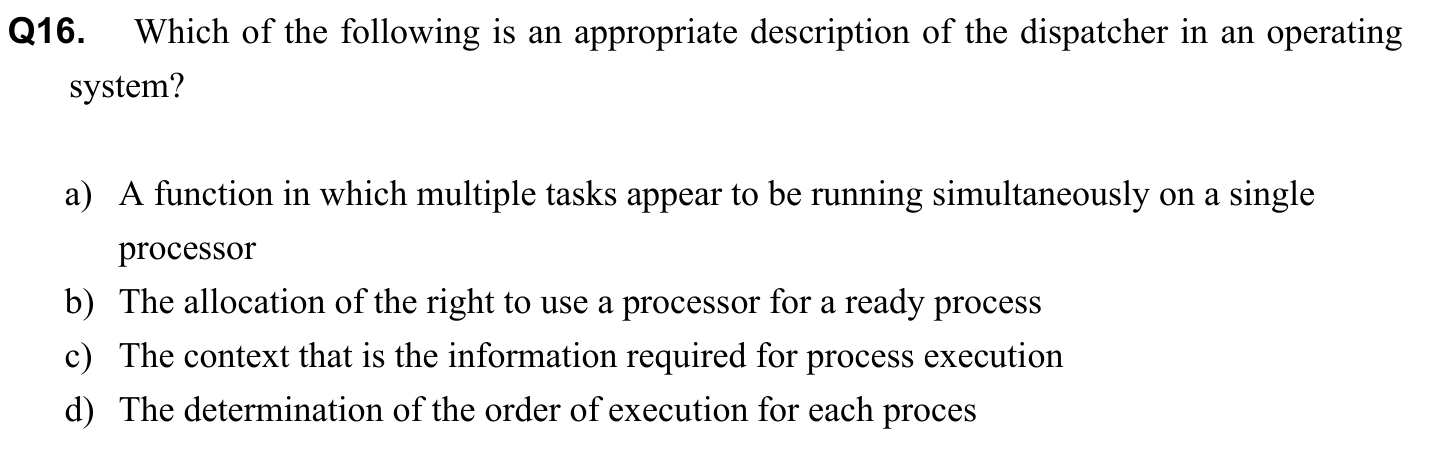 Q16. Which of the following is an appropriate description of the dispatcher in an operating
system?
a) A function in which multiple tasks appear to be running simultaneously on a single
processor
b) The allocation of the right to use a processor for a ready process
c) The context that is the information required for process execution
d) The determination of the order of execution for each proces